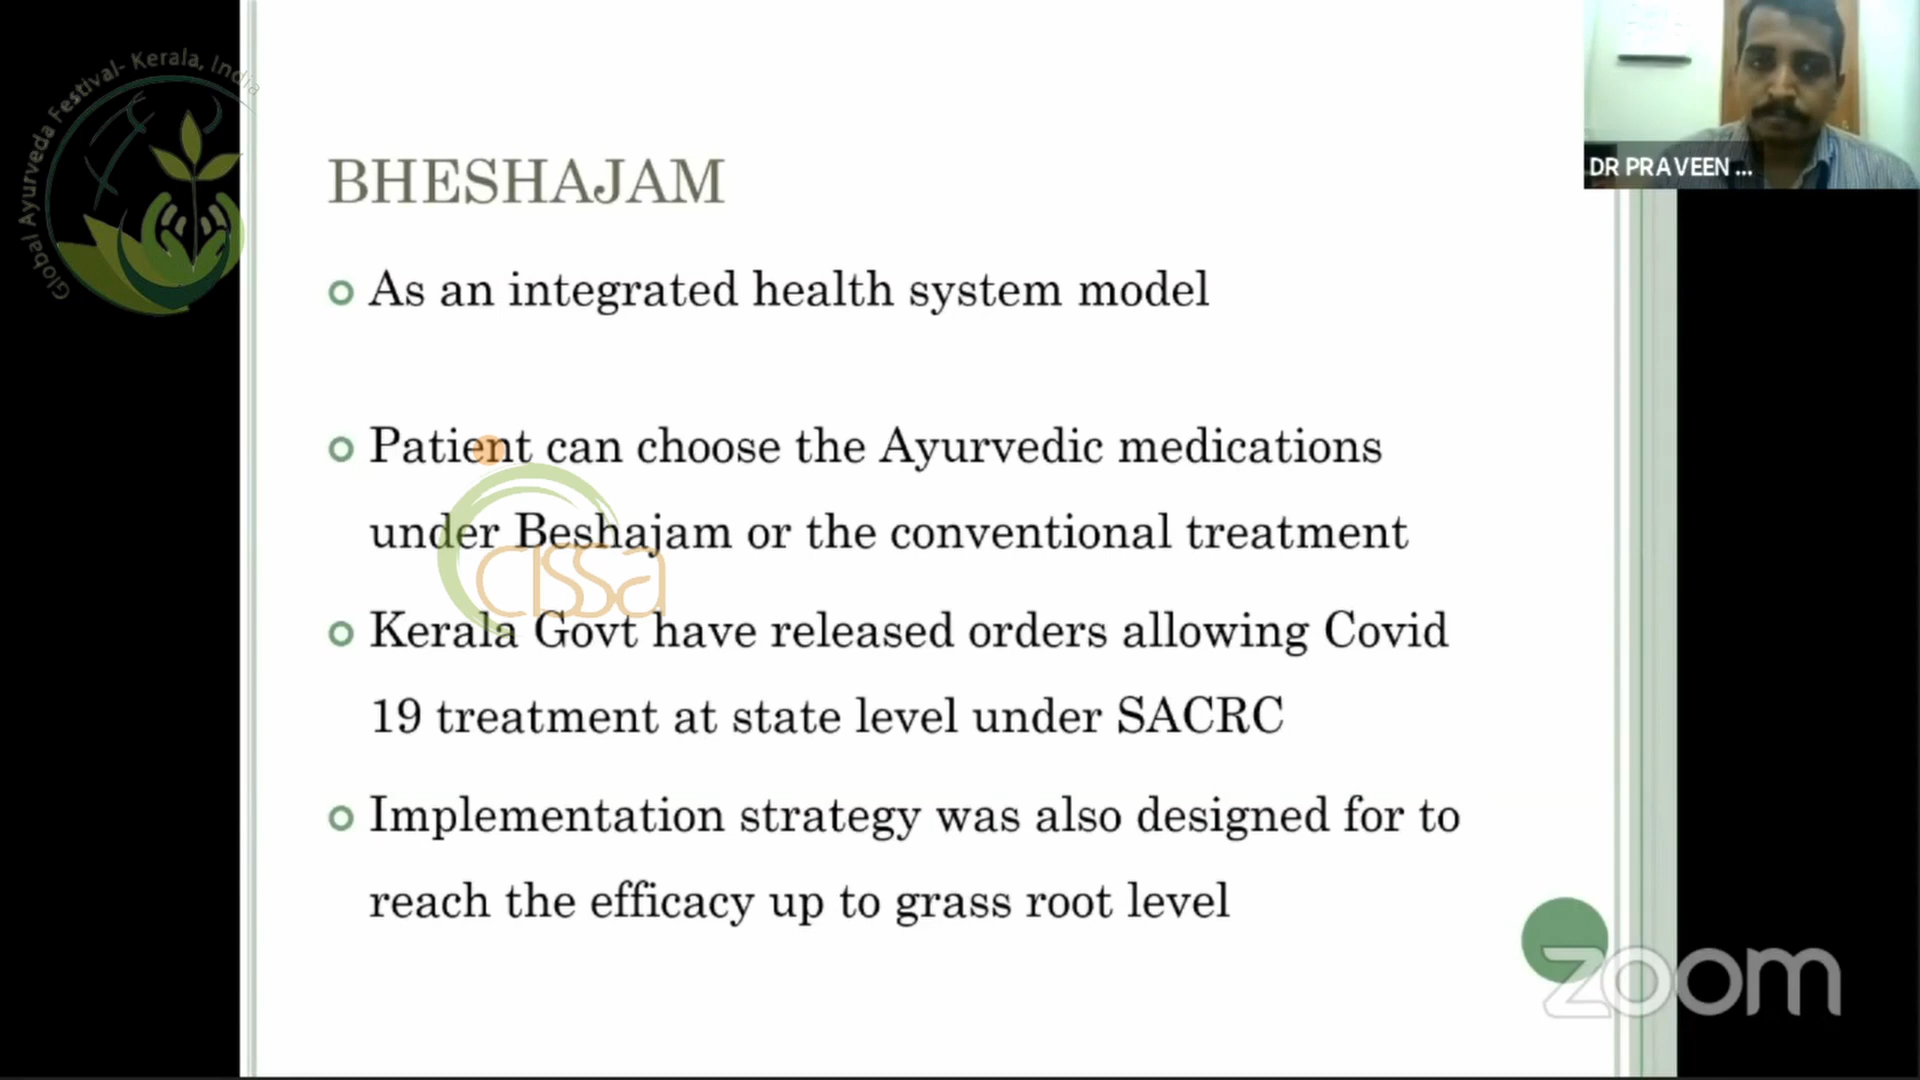 Global Ayurveda Festival- Kerala, India
DR PRAVEEN ...
BHESHAJAM
As an integrated health system model
Patient can choose the Ayurvedic medications
under Beshajam or the conventional treatment
cissa
Kerala Govt have released orders allowing Covid
19 treatment at state level under SACRC
Implementation strategy was also designed for to
reach the efficacy up to grass root level
zoom